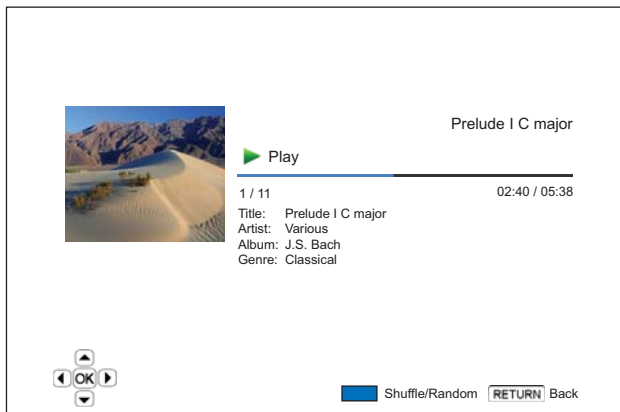 Prelude I C major
Play
1 / 11 02:40 / 05:38
Title: Prelude I C major
Artist: Various
Album: J.S. Bach
Genre: Classical
OK
Shuffle/Random RETURN Back